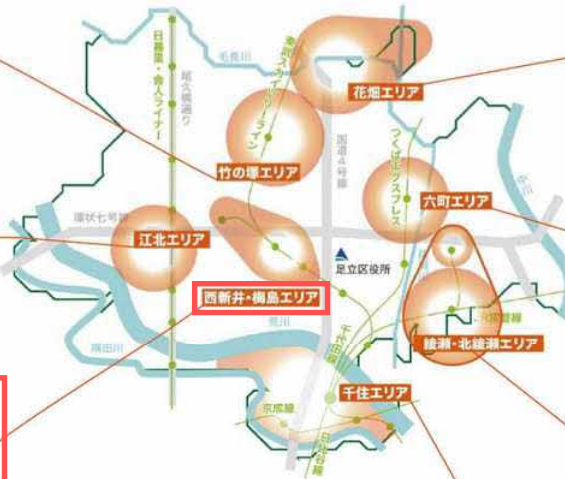 毛長川
日暮里・舎人ライナー
尾久橋通り
東武スカイツリーライン
花畑エリア
国道4号線
つくばエクスプレス
竹の塚エリア
六町エリア
中川
環状七号線
江北エリア
足立区役所
西新井・梅島エリア
荒川
常磐線
綾瀬・北綾瀬エリア
隅田川
千代田線
千住エリア
京成線
日比谷線